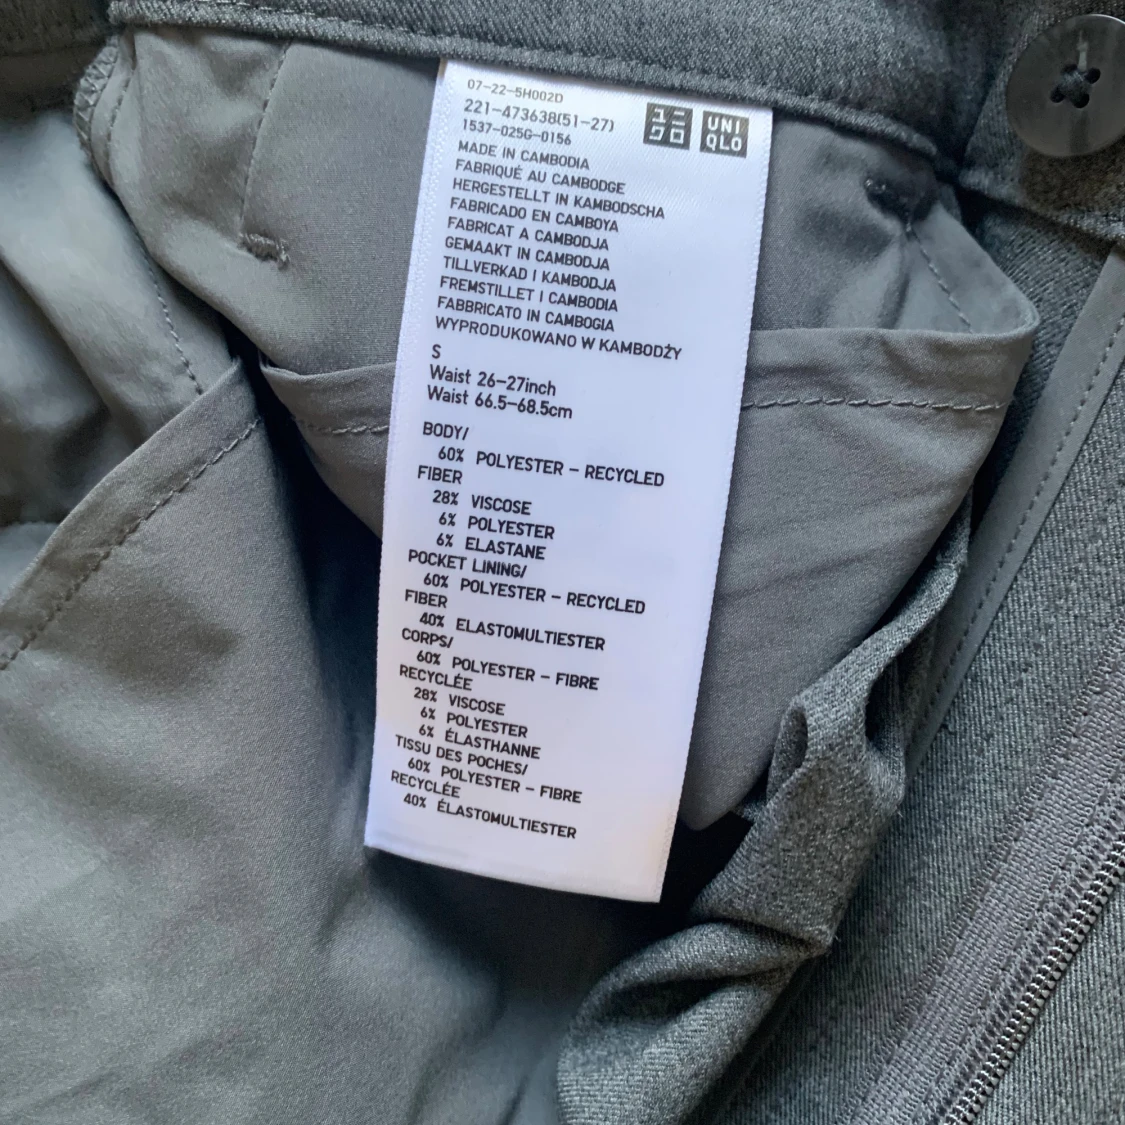 07-22-5H002D
221-473638(51-27)
1537-025G-0156
ユニ
クロ
UNI
QLO
MADE IN CAMBODIA
FABRIQUÉ AU CAMBODGE
HERGESTELLT IN KAMBODSCHA
FABRICADO EN CAMBOYA
FABRICAT A CAMBODJA
GEMAAKT IN CAMBODJA
TILLVERKAD I KAMBODJA
FREMSTILLET I CAMBODIA
FABBRICATO IN CAMBOGIA
WYPRODUKOWANO W KAMBODŻY
S
Waist 26-27inch
Waist 66.5-68.5cm
BODY/
60% POLYESTER - RECYCLED
FIBER
28% VISCOSE
6% POLYESTER
6% ELASTANE
POCKET LINING/
60% POLYESTER - RECYCLED
FIBER
40% ELASTOMULTIESTER
CORPS/
60% POLYESTER - FIBRE
RECYCLÉE
28% VISCOSE
6% POLYESTER
6% ÉLASTHANNE
TISSU DES POCHES/
60% POLYESTER - FIBRE
RECYCLÉE
40% ÉLASTOMULTIESTER